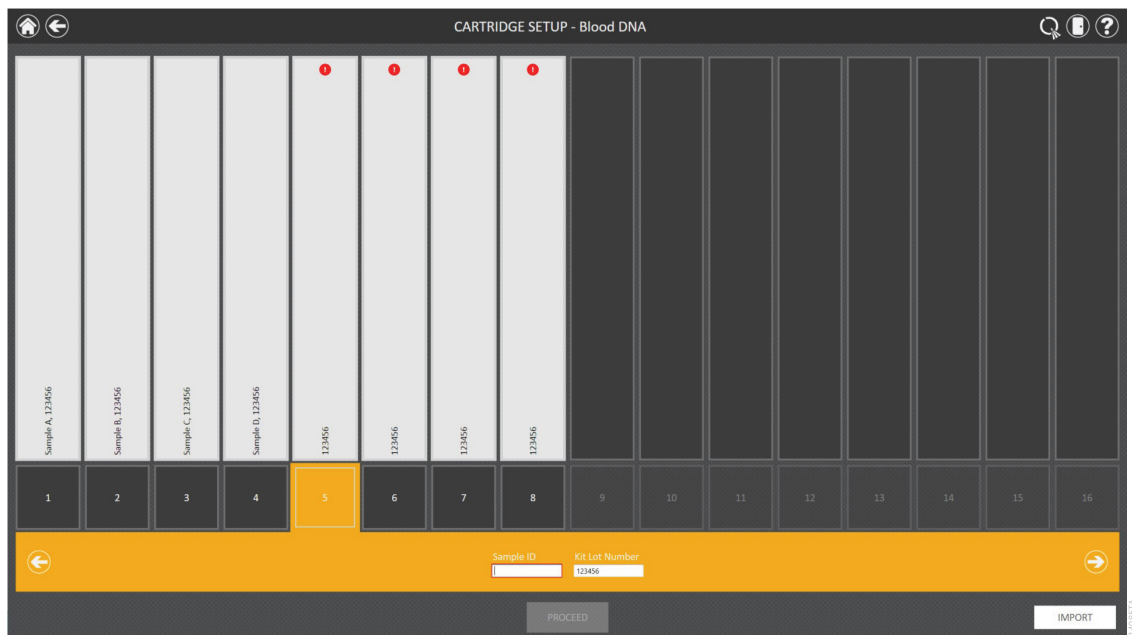 CARTRIDGE SETUP - Blood DNA
Sample A, 123456
Sample B, 123456
Sample C, 123456
Sample D, 123456
123456
123456
123456
123456
1
2
3
4
5
6
7
8
9
10
11
12
13
14
15
16
Sample ID
Kit Lot Number
123456
PROCEED
IMPORT